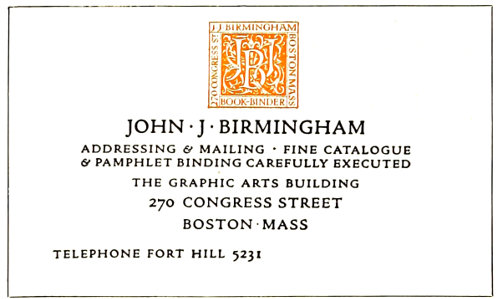 J J BIRMINGHAM
BOSTON MASS
BOOK-BINDER
270 CONGRESS ST.
JJB
JOHN · J · BIRMINGHAM
ADDRESSING & MAILING · FINE CATALOGUE
& PAMPHLET BINDING CAREFULLY EXECUTED
THE GRAPHIC ARTS BUILDING
270 CONGRESS STREET
BOSTON · MASS
TELEPHONE FORT HILL 5231